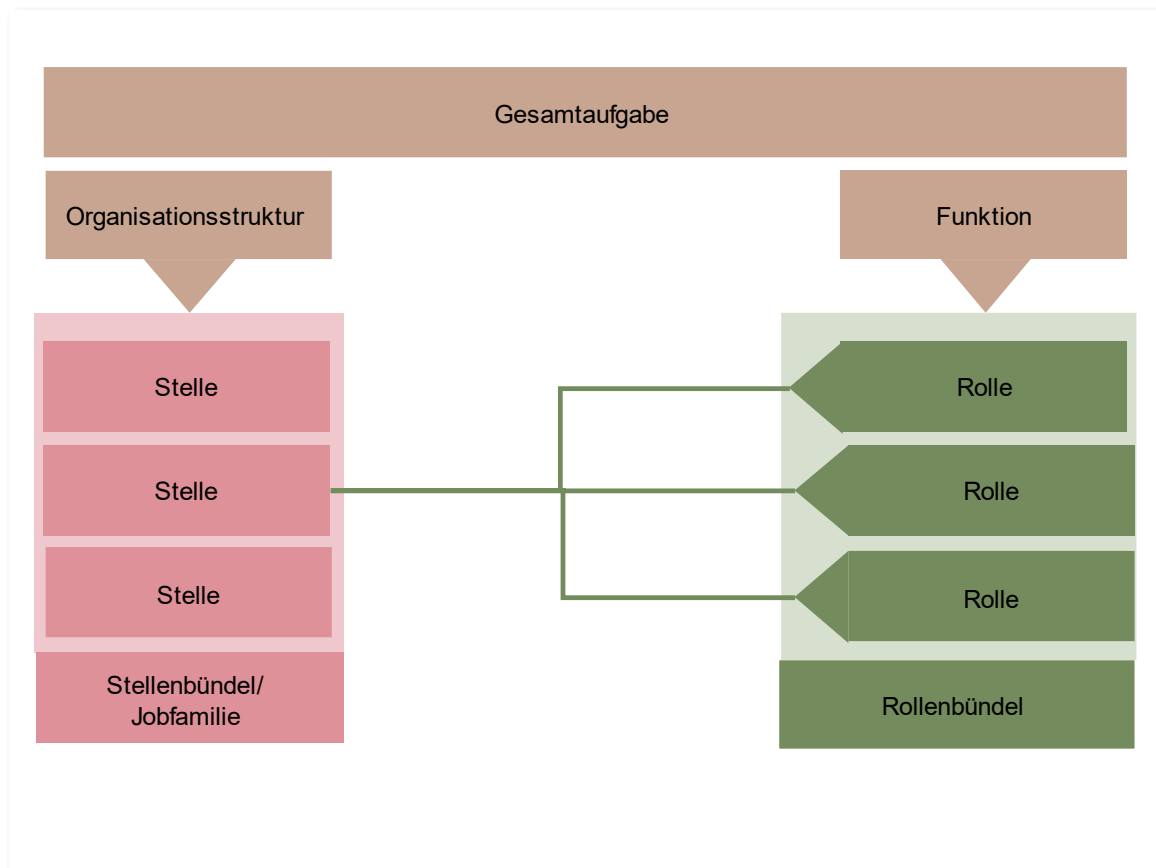 Gesamtaufgabe
Organisationsstruktur
Funktion
Stelle
Rolle
Stelle
Rolle
Stelle
Rolle
Stellenbündel/
Jobfamilie
Rollenbündel